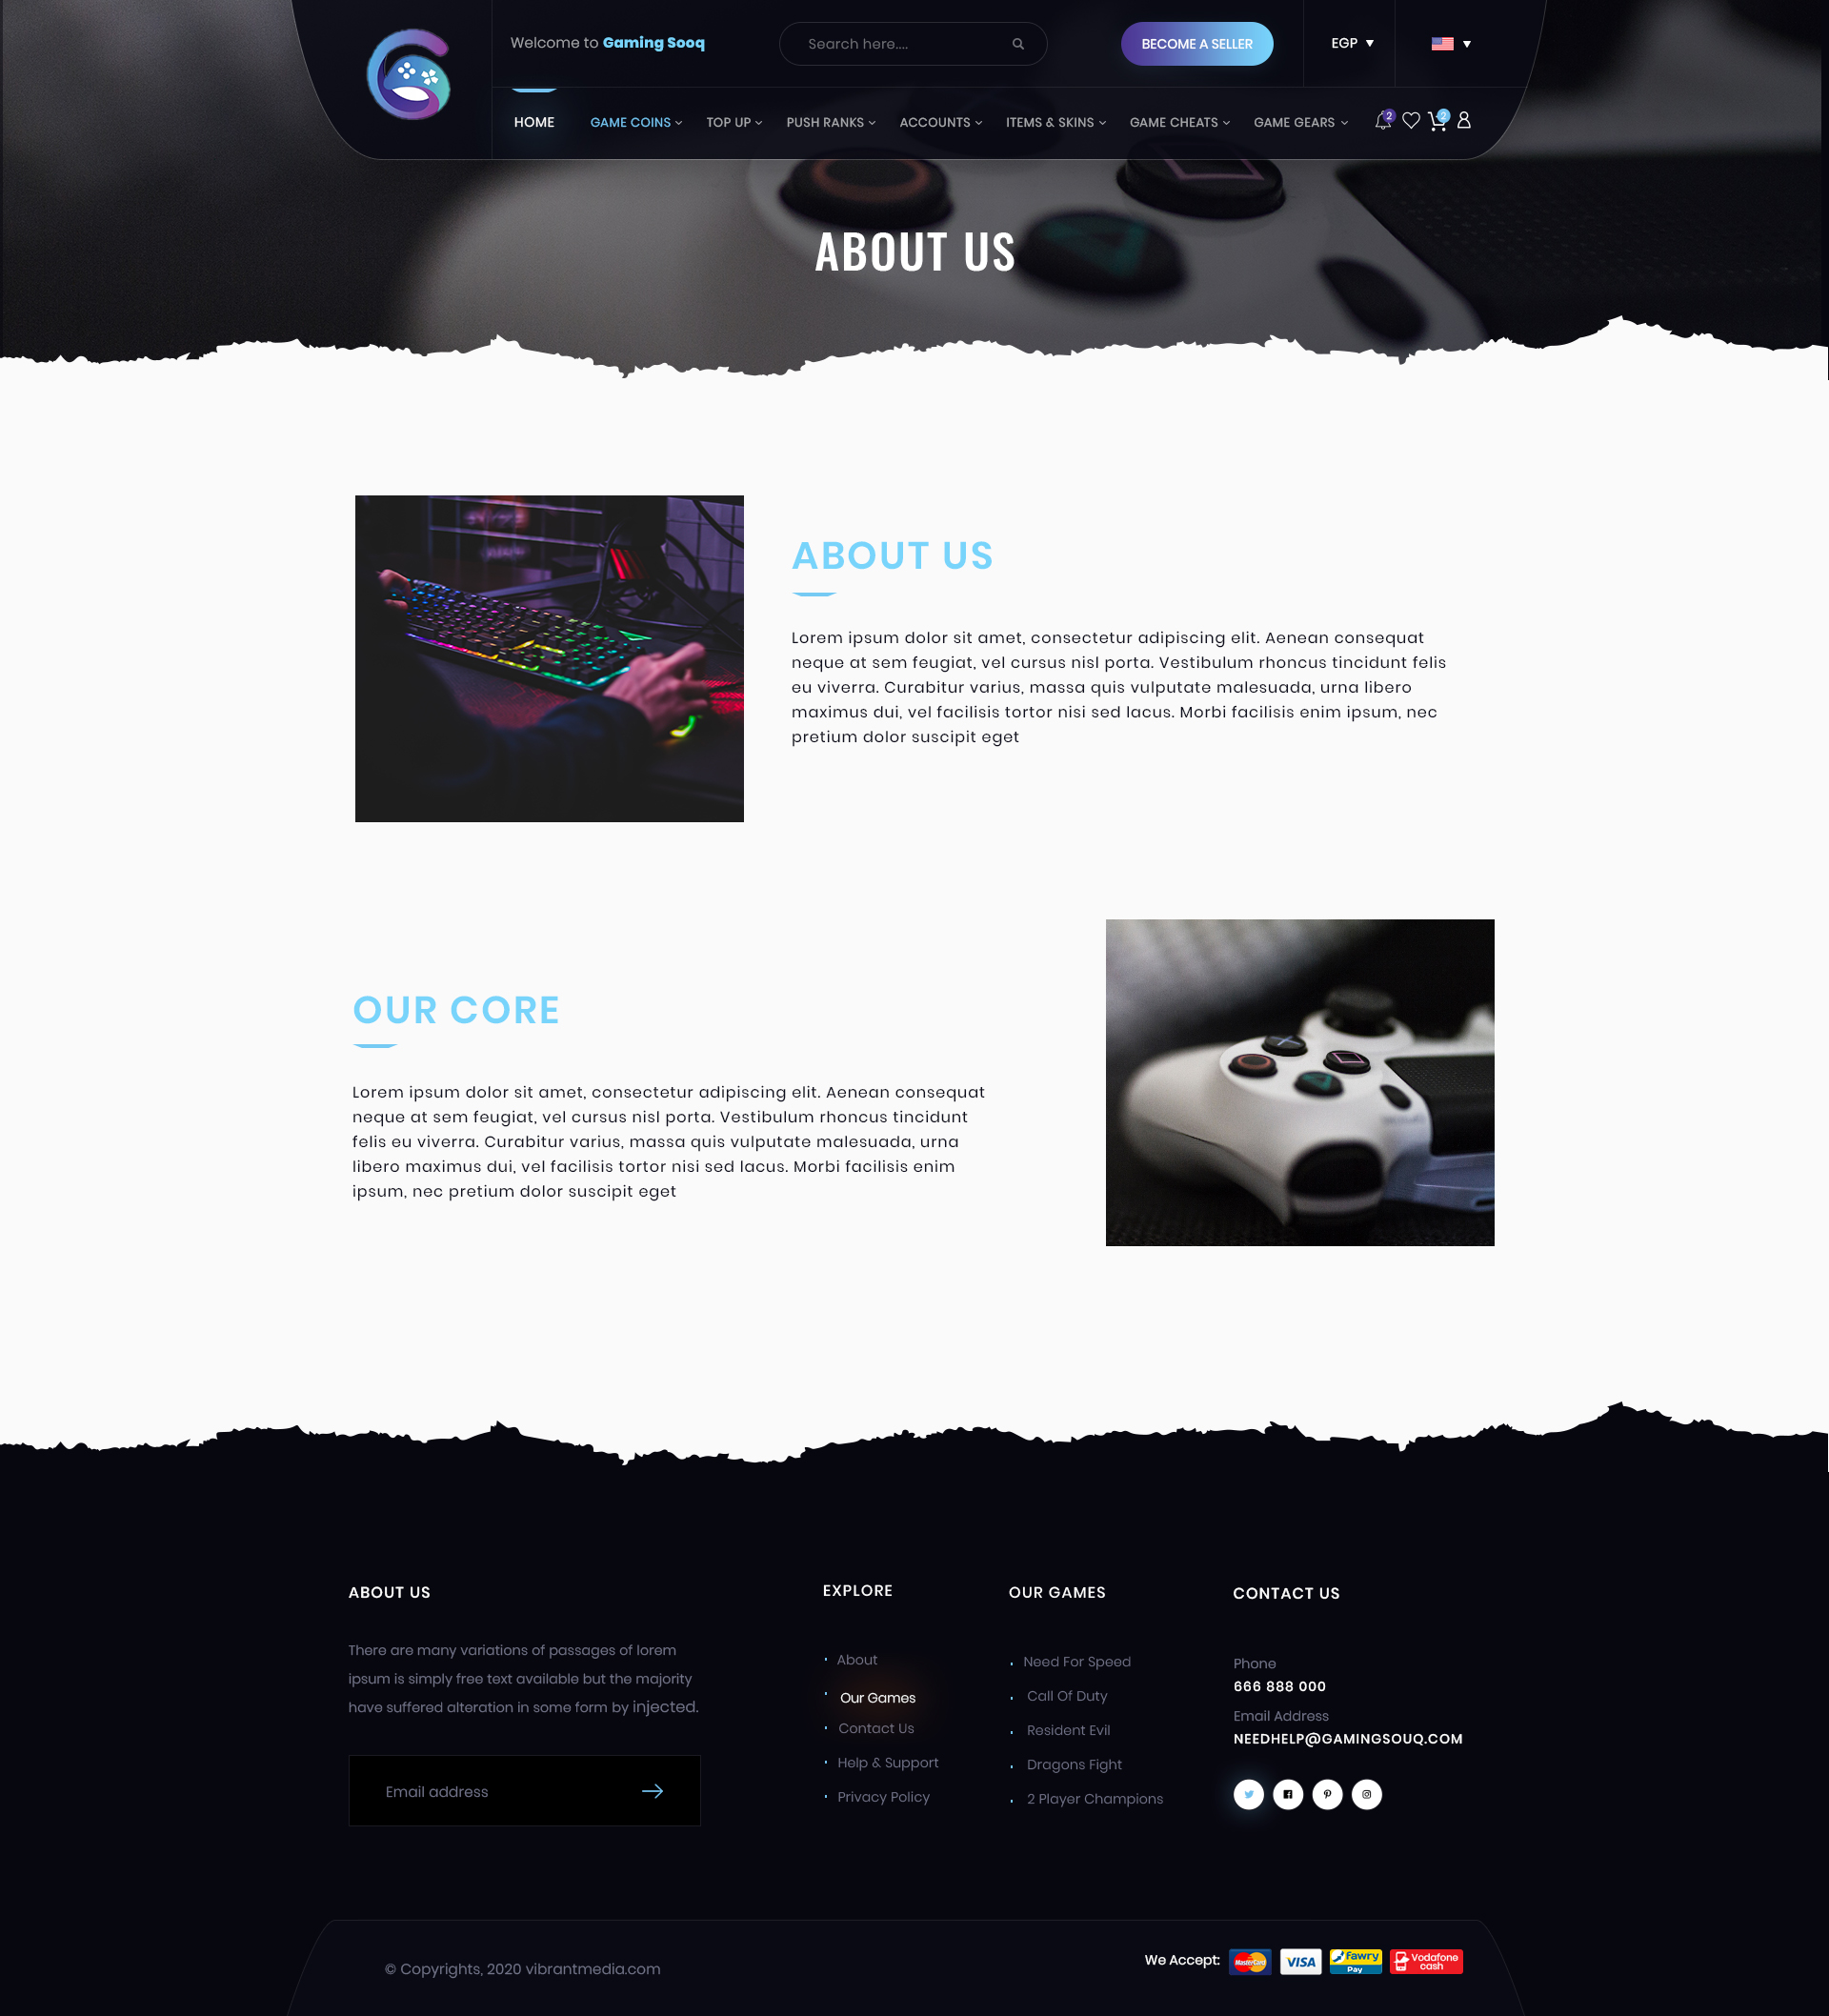 Welcome to Gaming Sooq
Search here....
BECOME A SELLER
EGP
HOME
GAME COINS
TOP UP
PUSH RANKS
ACCOUNTS
ITEMS & SKINS
GAME CHEATS
GAME GEARS
2
2
ABOUT US
ABOUT US
Lorem ipsum dolor sit amet, consectetur adipiscing elit. Aenean consequat
neque at sem feugiat, vel cursus nisl porta. Vestibulum rhoncus tincidunt felis
eu viverra. Curabitur varius, massa quis vulputate malesuada, urna libero
maximus dui, vel facilisis tortor nisi sed lacus. Morbi facilisis enim ipsum, nec
pretium dolor suscipit eget
OUR CORE
Lorem ipsum dolor sit amet, consectetur adipiscing elit. Aenean consequat
neque at sem feugiat, vel cursus nisl porta. Vestibulum rhoncus tincidunt
felis eu viverra. Curabitur varius, massa quis vulputate malesuada, urna
libero maximus dui, vel facilisis tortor nisi sed lacus. Morbi facilisis enim
ipsum, nec pretium dolor suscipit eget
ABOUT US
There are many variations of passages of lorem
ipsum is simply free text available but the majority
have suffered alteration in some form by injected.
Email address
EXPLORE
About
Our Games
Contact Us
Help & Support
Privacy Policy
OUR GAMES
Need For Speed
Call Of Duty
Resident Evil
Dragons Fight
2 Player Champions
CONTACT US
Phone
666 888 000
Email Address
NEEDHELP@GAMINGSOUQ.COM
© Copyrights, 2020 vibrantmedia.com
We Accept:
MasterCard
VISA
Fawry
Pay
Vodafone
cash